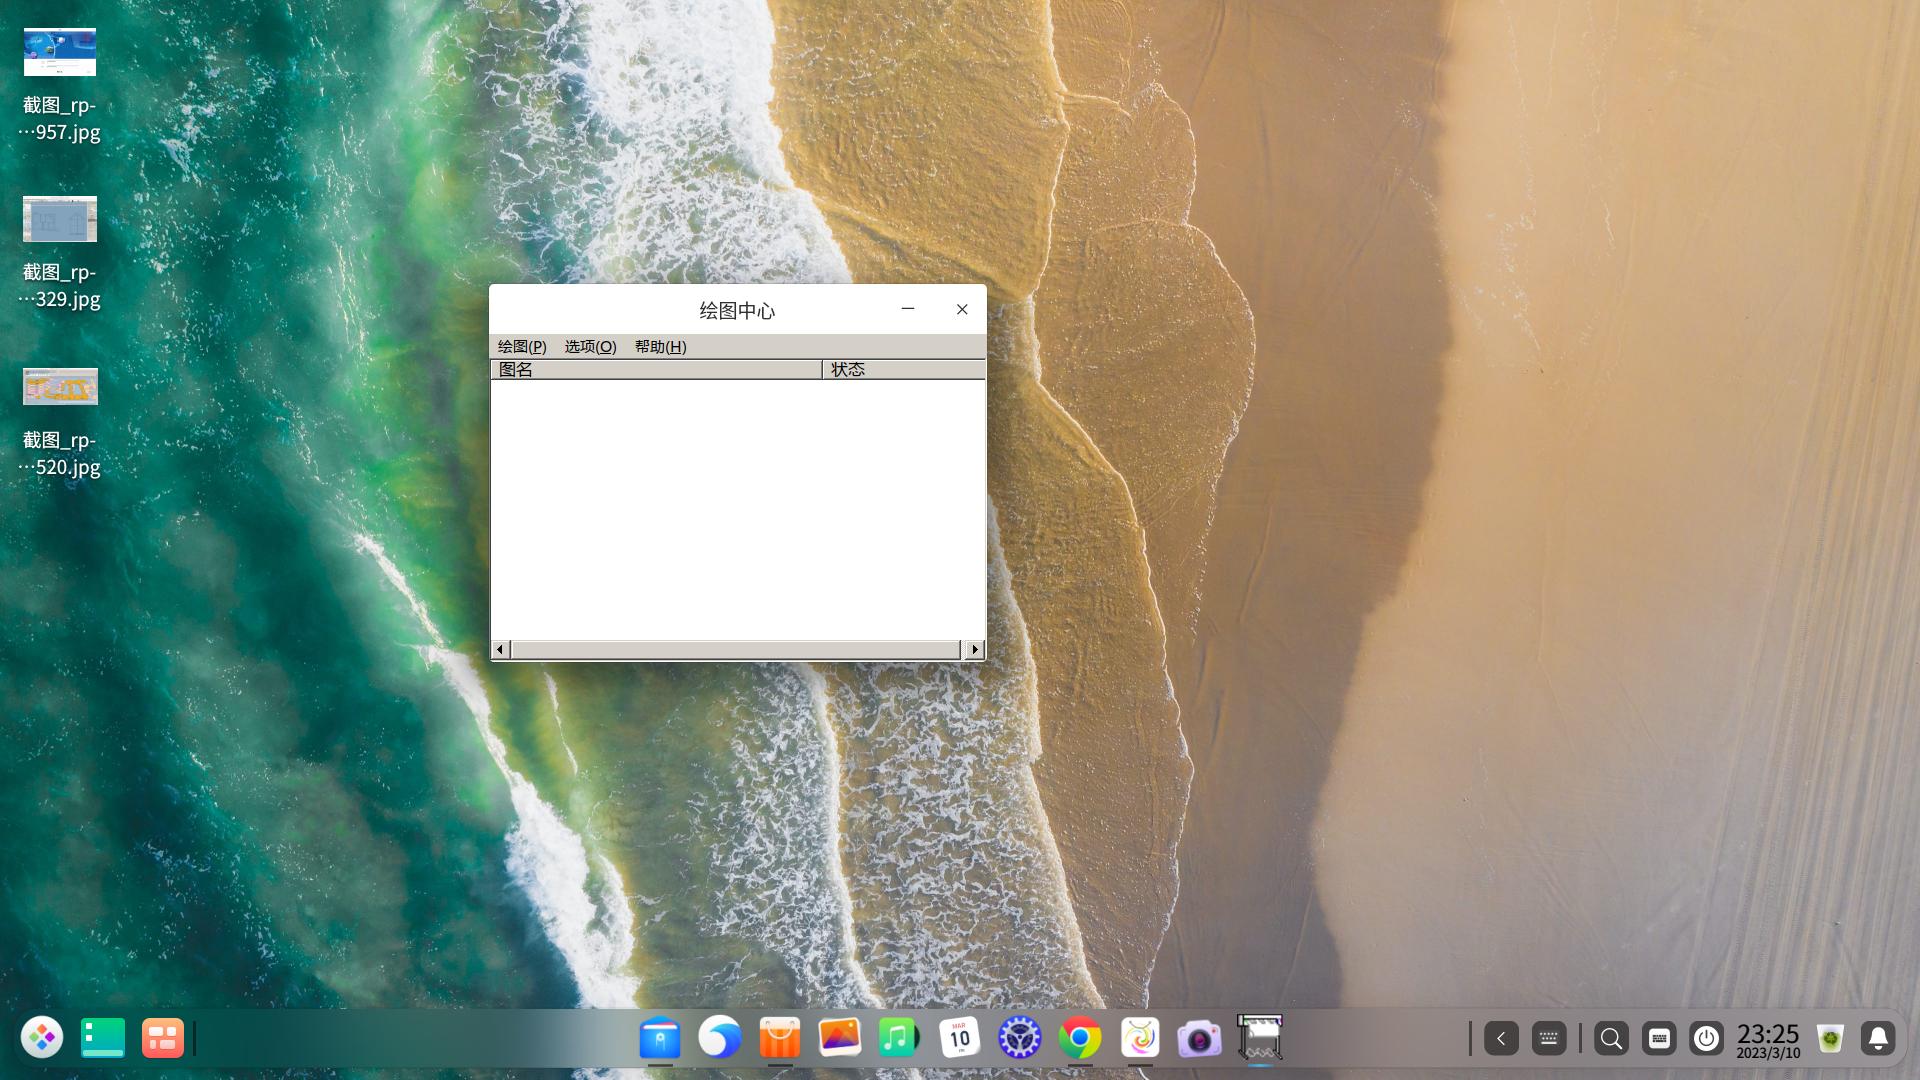 截图_rp-
…957.jpg
截图_rp-
…329.jpg
截图_rp-
…520.jpg
绘图中心
绘图(P) 选项(O) 帮助(H)
图名 状态
MAR
10
23:25
2023/3/10